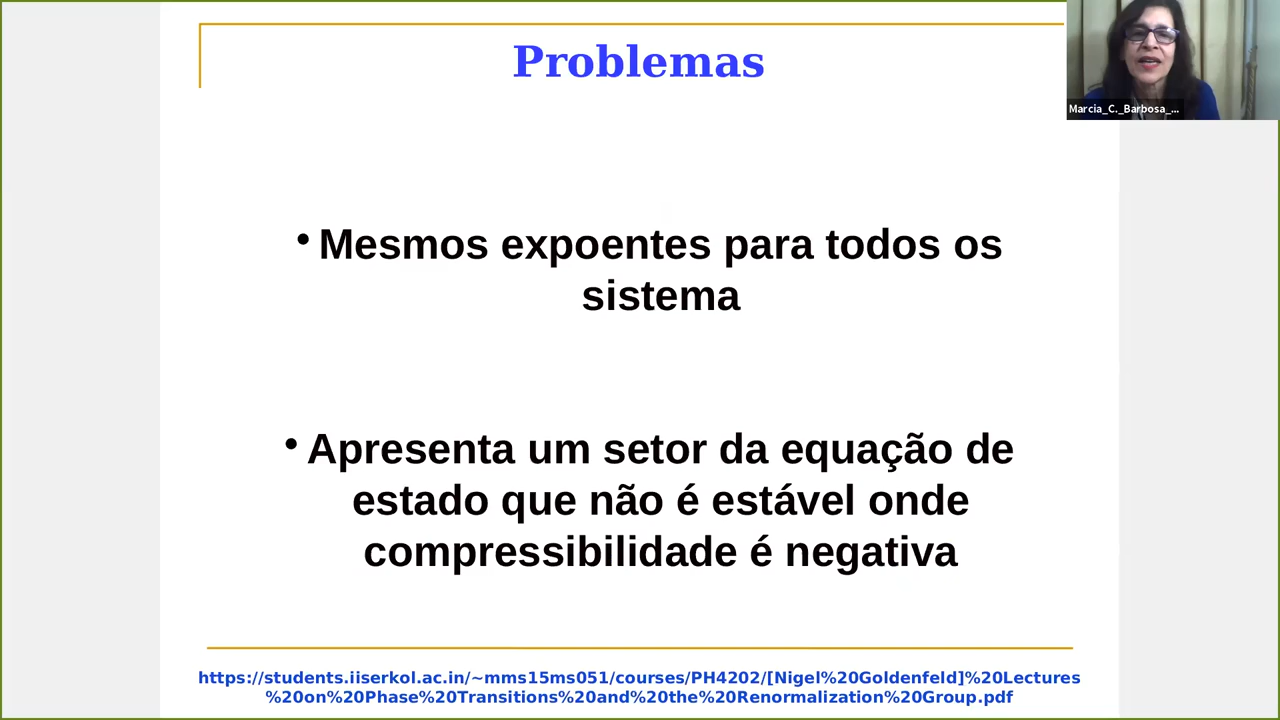 Problemas
Marcia_C._Barbosa_...
• Mesmos expoentes para todos os
sistema
• Apresenta um setor da equação de
estado que não é estável onde
compressibilidade é negativa
https://students.iiserkol.ac.in/~mms15ms051/courses/PH4202/[Nigel%20Goldenfeld]%20Lectures
%20on%20Phase%20Transitions%20and%20the%20Renormalization%20Group.pdf